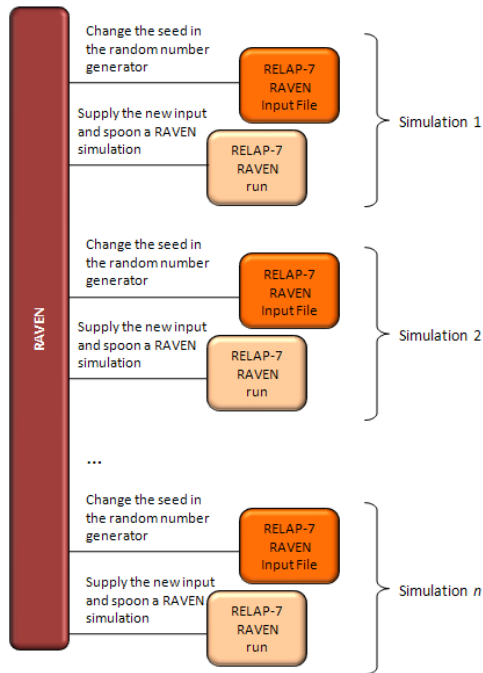 RAVEN
Change the seed in
the random number
generator
RELAP-7
RAVEN
Input File
Supply the new input
and spoon a RAVEN
simulation
RELAP-7
RAVEN
run
Simulation 1
Change the seed in
the random number
generator
RELAP-7
RAVEN
Input File
Supply the new input
and spoon a RAVEN
simulation
RELAP-7
RAVEN
run
Simulation 2
...
Change the seed in
the random number
generator
RELAP-7
RAVEN
Input File
Supply the new input
and spoon a RAVEN
simulation
RELAP-7
RAVEN
run
Simulation n